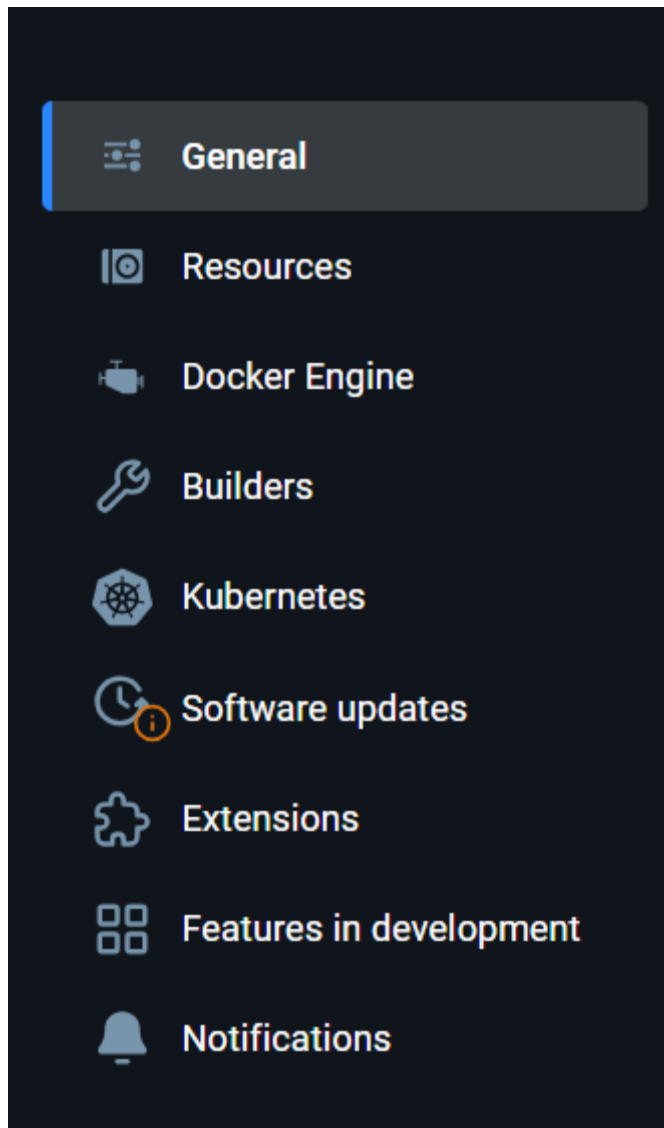 General
Resources
Docker Engine
Builders
Kubernetes
Software updates
Extensions
Features in development
Notifications